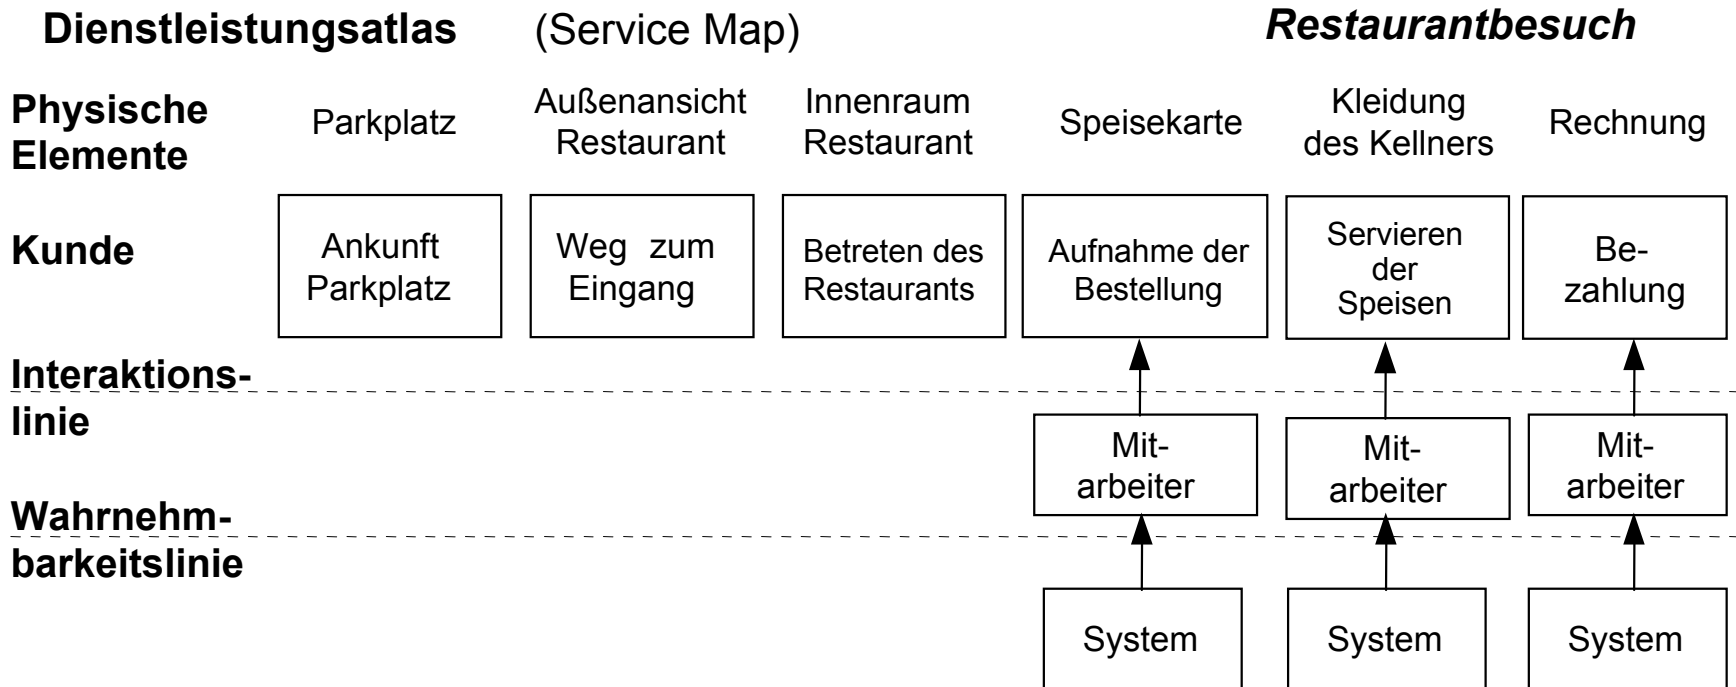 Dienstleistungsatlas (Service Map) Restaurantbesuch
Physische
Elemente
Parkplatz
Außenansicht
Restaurant
Innenraum
Restaurant
Speisekarte
Kleidung
des Kellners
Rechnung
Kunde
Ankunft
Parkplatz
Weg zum
Eingang
Betreten des
Restaurants
Aufnahme der
Bestellung
Servieren
der
Speisen
Be-
zahlung
Interaktions-
linie
Mit-
arbeiter
Mit-
arbeiter
Mit-
arbeiter
Wahrnehm-
barkeitslinie
System
System
System